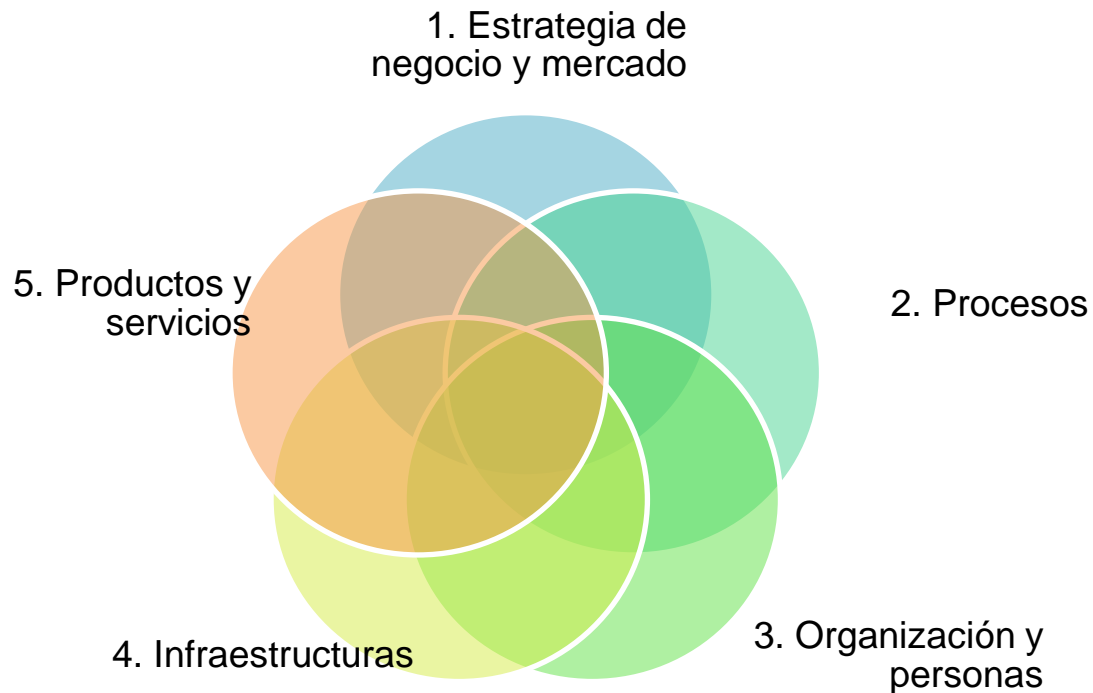 1. Estrategia de
negocio y mercado
2. Procesos
3. Organización y
personas
4. Infraestructuras
5. Productos y
servicios